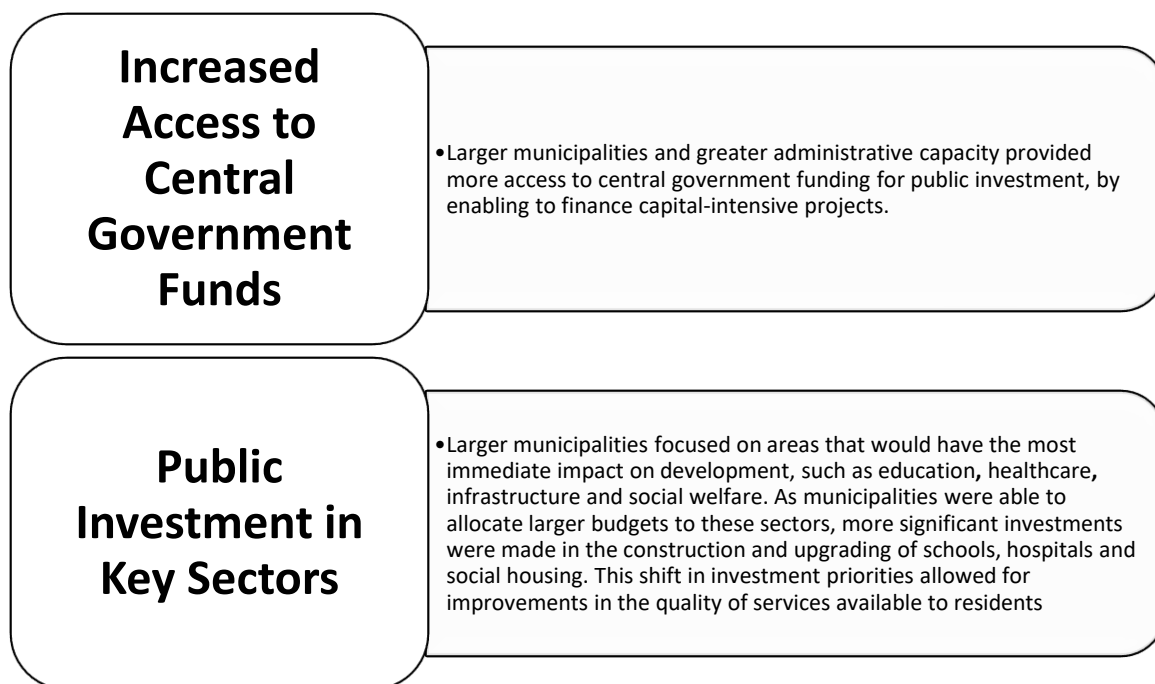 Increased
Access to
Central
Government
Funds
•Larger municipalities and greater administrative capacity provided
more access to central government funding for public investment, by
enabling to finance capital-intensive projects.
Public
Investment in
Key Sectors
•Larger municipalities focused on areas that would have the most
immediate impact on development, such as education, healthcare,
infrastructure and social welfare. As municipalities were able to
allocate larger budgets to these sectors, more significant investments
were made in the construction and upgrading of schools, hospitals and
social housing. This shift in investment priorities allowed for
improvements in the quality of services available to residents